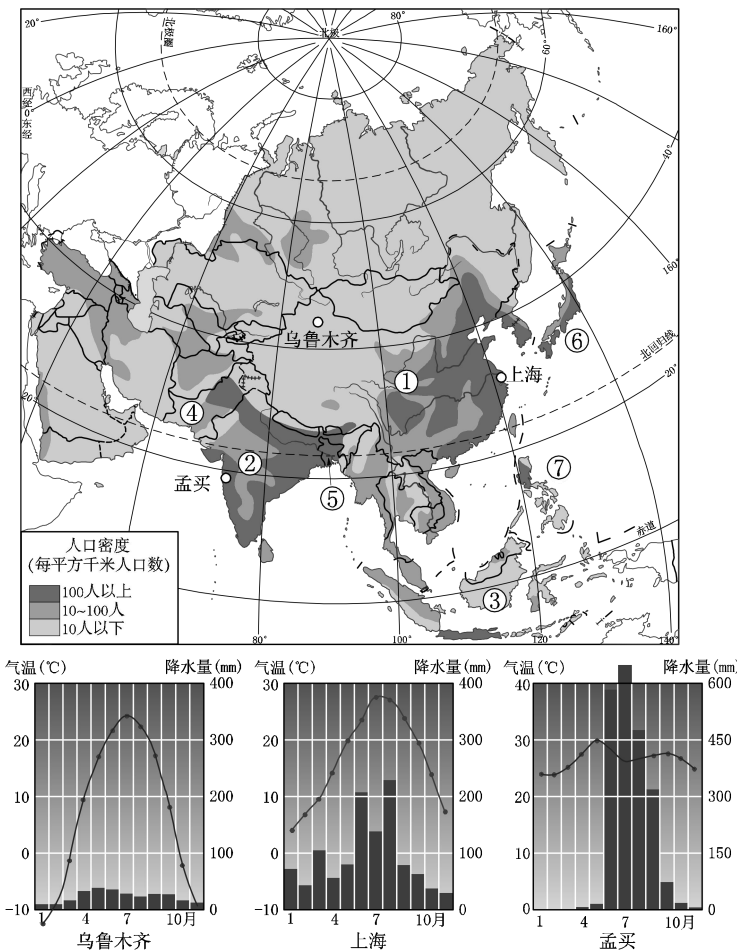 20°
80°
160°
北极圈
北极
60°
西经
0°
东经
40°
160°
乌鲁木齐
⑥
①
上海
北回归线
20°
20
④
②
孟买
⑤
⑦
赤道
③
人口密度
(每平方千米人口数)
100人以上
10~100人
10人以下
80°
100°
120°
140°
气温(℃) 降水量(mm)
30 400
20 300
10 200
0 100
-10 0
1 4 7 10月
乌鲁木齐
气温(℃) 降水量(mm)
30 400
20 300
10 200
0 100
-10 0
1 4 7 10月
上海
气温(℃) 降水量(mm)
40 600
30 450
20 300
10 150
0 0
1 4 7 10月
孟买